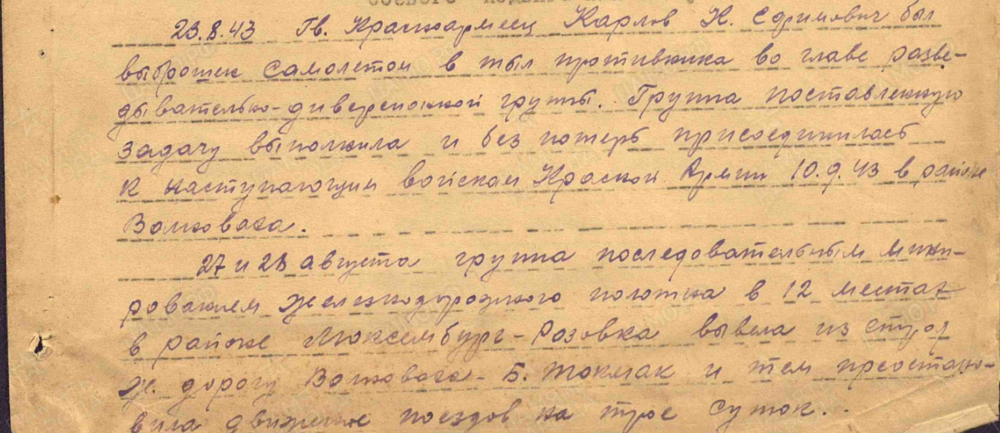 23.8.43 Гв. Красноармеец Карлов Н. Ефимович был
выброшен самолетом в тыл противника во главе разве-
дывательно-диверсионной группы. Группа поставленную
задачу выполнила и без потерь присоединилась
к наступающим войскам Красной Армии 10.9.43 в районе
Волноваха.
27 и 28 августа группа последовательным мини-
рованием железнодорожного полотна в 12 местах
в районе Люксембург-Розовка вывела из строя
ж. дорогу Волноваха-Б. Токмак и тем приостано-
вила движение поездов на трое суток..